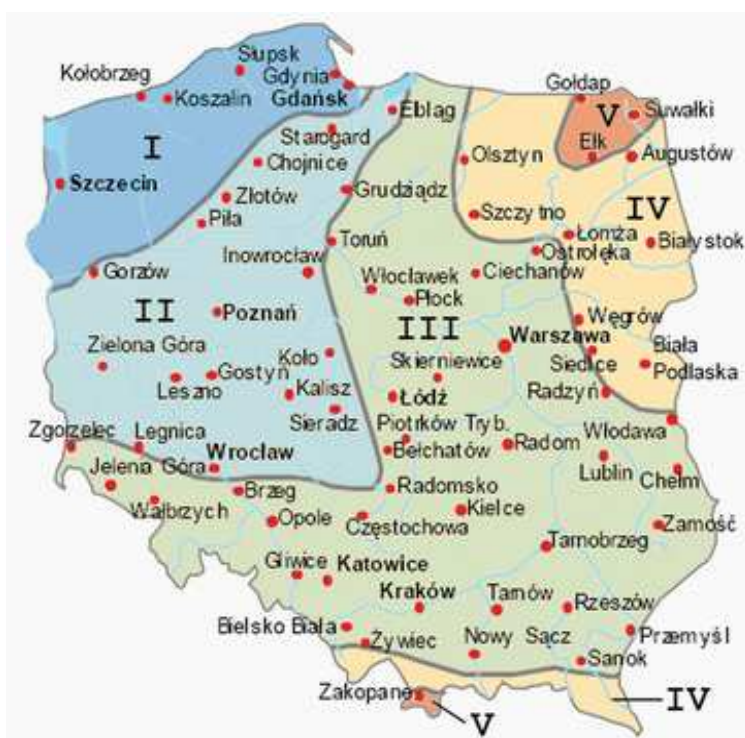 Słupsk
Kołobrzeg
Gdynia
Koszalin
Gdańsk
Elbląg
Gołdap
V
Suwałki
Starogard
I
Chojnice
Olsztyn
Ełk
Augustów
Szczecin
Złotów
Grudziądz
Szczytno
IV
Piła
Toruń
Łomża
Białystok
Inowrocław
Ostrołęka
Gorzów
Włocławek
Ciechanów
II
Płock
Poznań
III
Węgrów
Warszawa
Zielona Góra
Koło
Skierniewce
Siedlce
Biała
Podlaska
Gostyń
Leszno
Kalisz
Łódź
Radzyń
Sieradz
Zgorzelec
Legnica
Piotrków Tryb.
Włodawa
Wrocław
Bełchatów
Radom
Jelenia Góra
Lublin
Chełm
Brzeg
Radomsko
Wałbrzych
Kielce
Opole
Częstochowa
Zamość
Tarnobrzeg
Gliwice
Katowice
Kraków
Tarnów
Rzeszów
Bielsko Biała
Żywiec
Nowy Sącz
Przemyśl
Sanok
Zakopane
IV
V